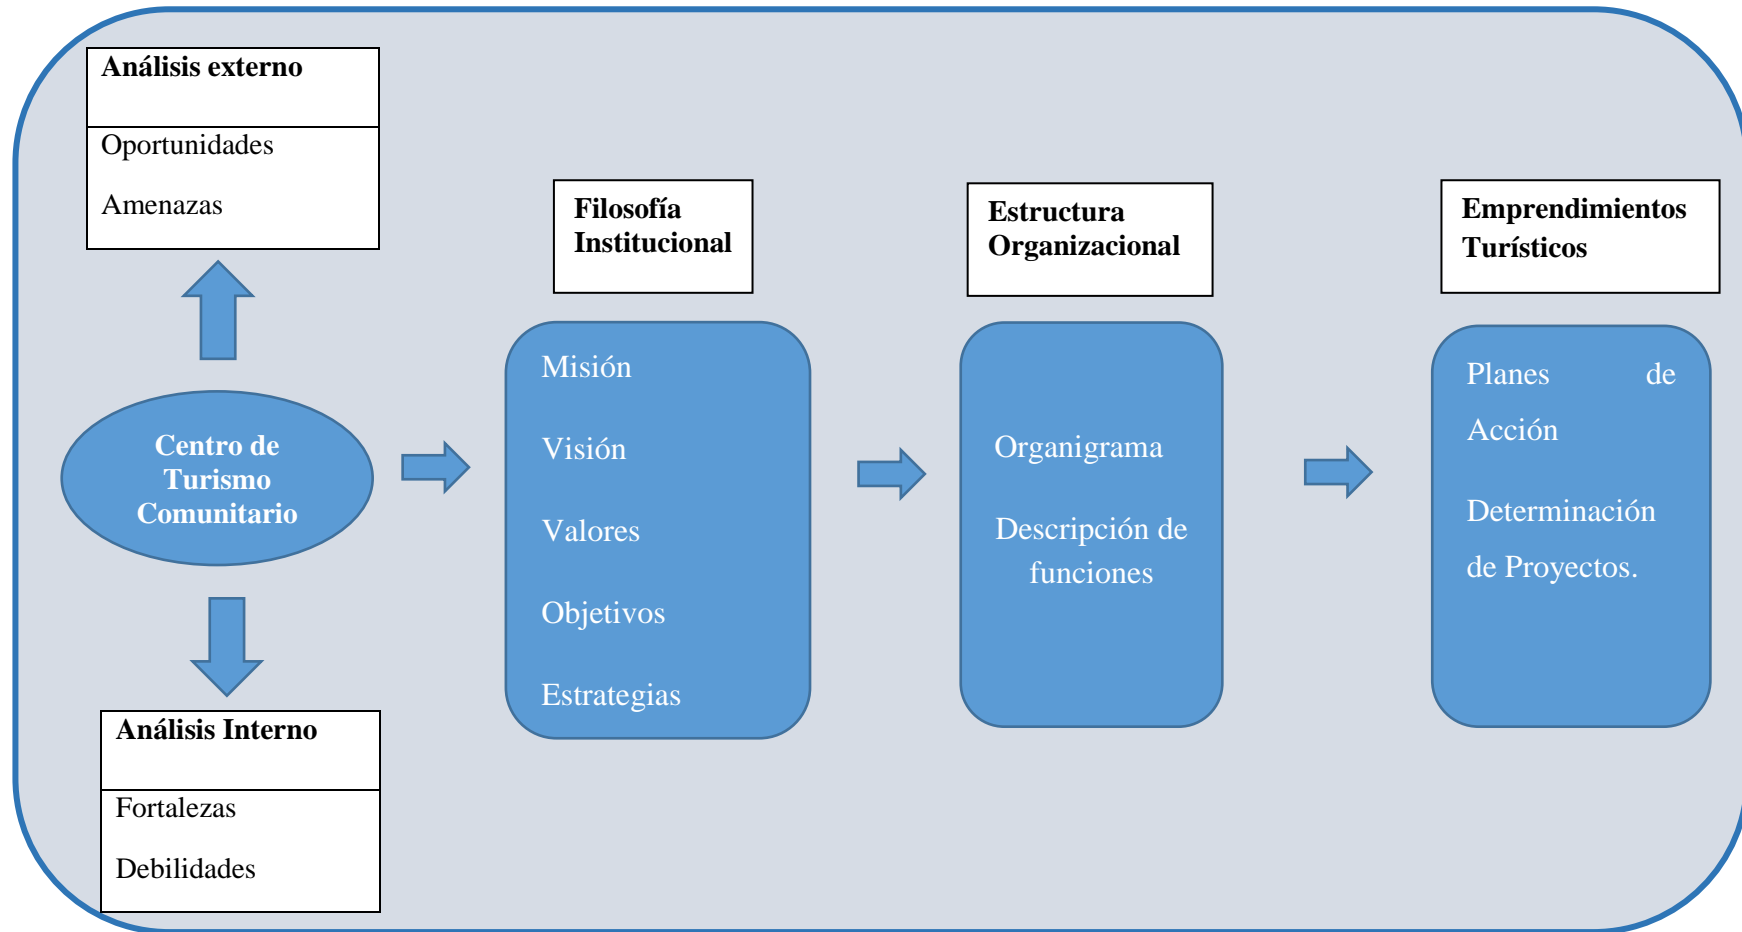 Análisis externo
Oportunidades
Amenazas
Centro de
Turismo
Comunitario
Análisis Interno
Fortalezas
Debilidades
Filosofía
Institucional
Misión
Visión
Valores
Objetivos
Estrategias
Estructura
Organizacional
Organigrama
Descripción de
funciones
Emprendimientos
Turísticos
Planes de
Acción
Determinación
de Proyectos.